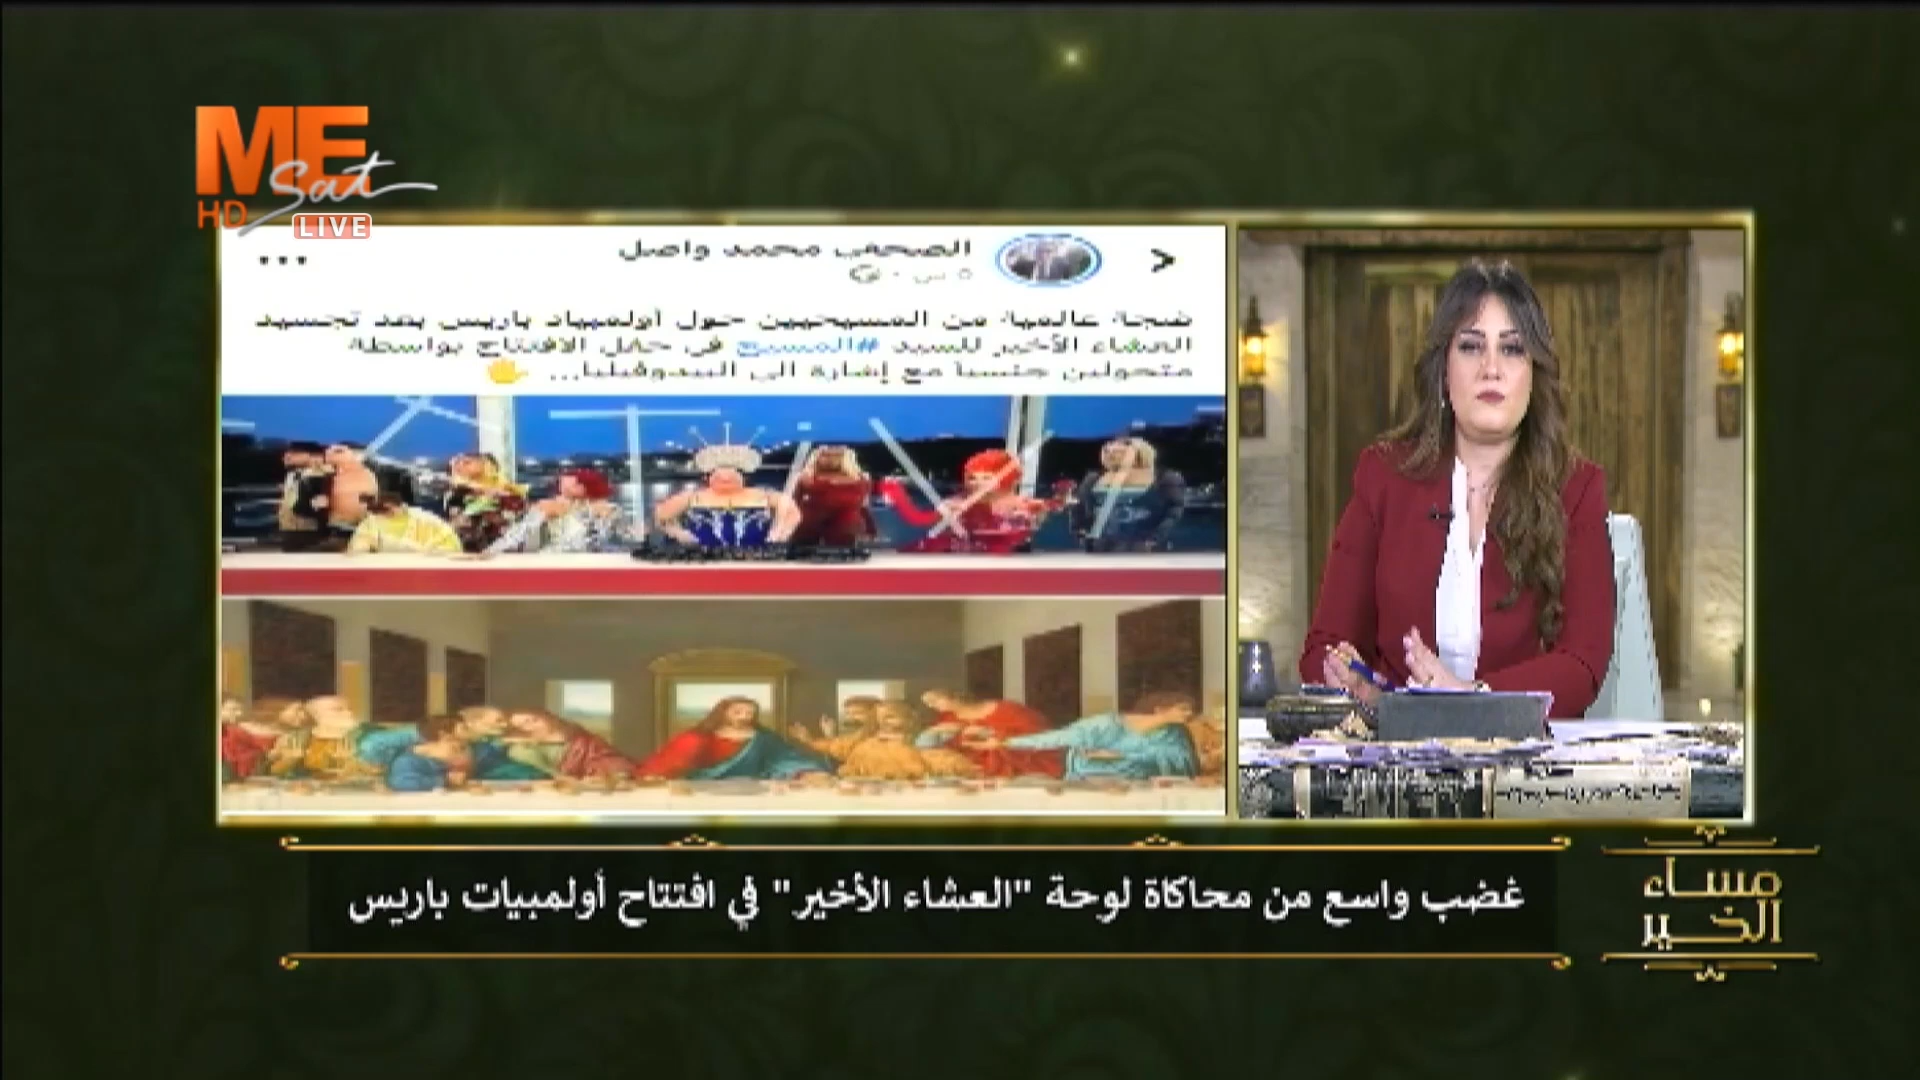 ME
Sat
HD
LIVE
الصحفي محمد واصل
ضجة عالمية من المسيحيين حول أولمبياد باريس بعد تجسيد
العشاء الأخير للسيد #المسيح في حفل الافتتاح بواسطة
متحولين جنسيا مع إشارة الى البيدوفيليا...
غضب واسع من محاكاة لوحة "العشاء الأخير" في افتتاح أولمبيات باريس
مساء
الخير